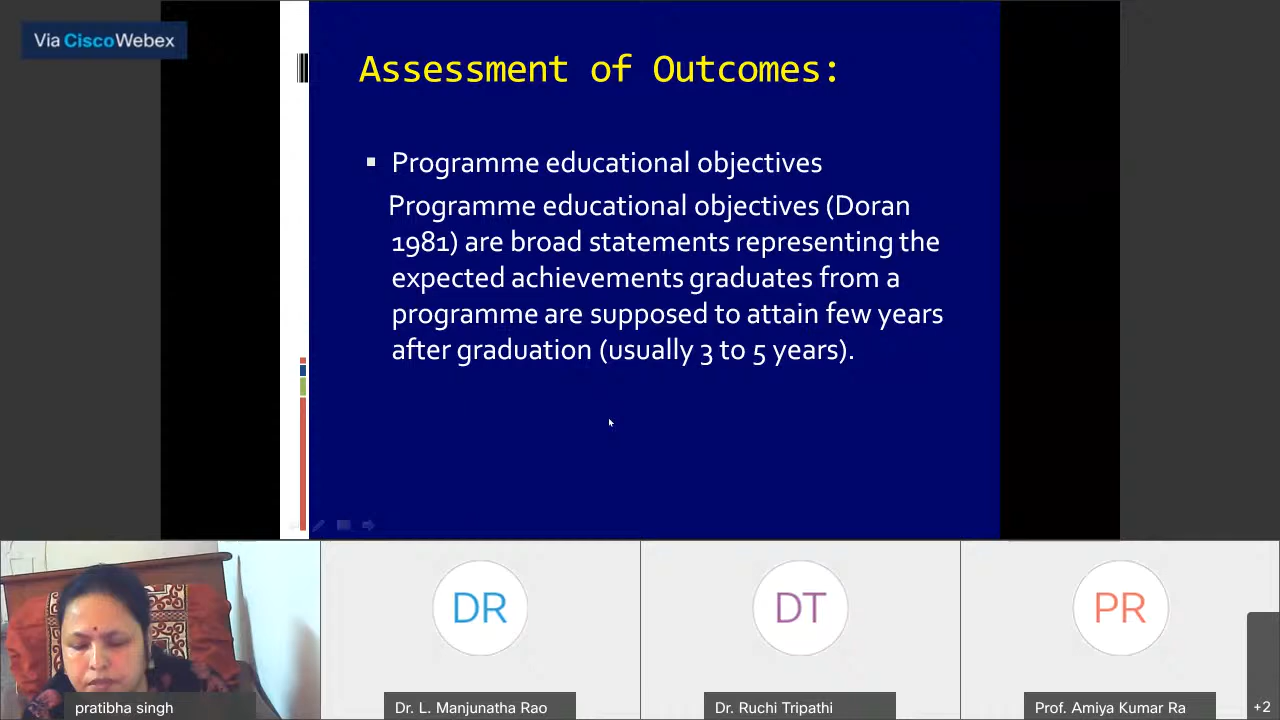 Via Cisco Webex
Assessment of Outcomes:
Programme educational objectives
Programme educational objectives (Doran
1981) are broad statements representing the
expected achievements graduates from a
programme are supposed to attain few years
after graduation (usually 3 to 5 years).
DR
DT
PR
pratibha singh
Dr. L. Manjunatha Rao
Dr. Ruchi Tripathi
Prof. Amiya Kumar Ra
+2